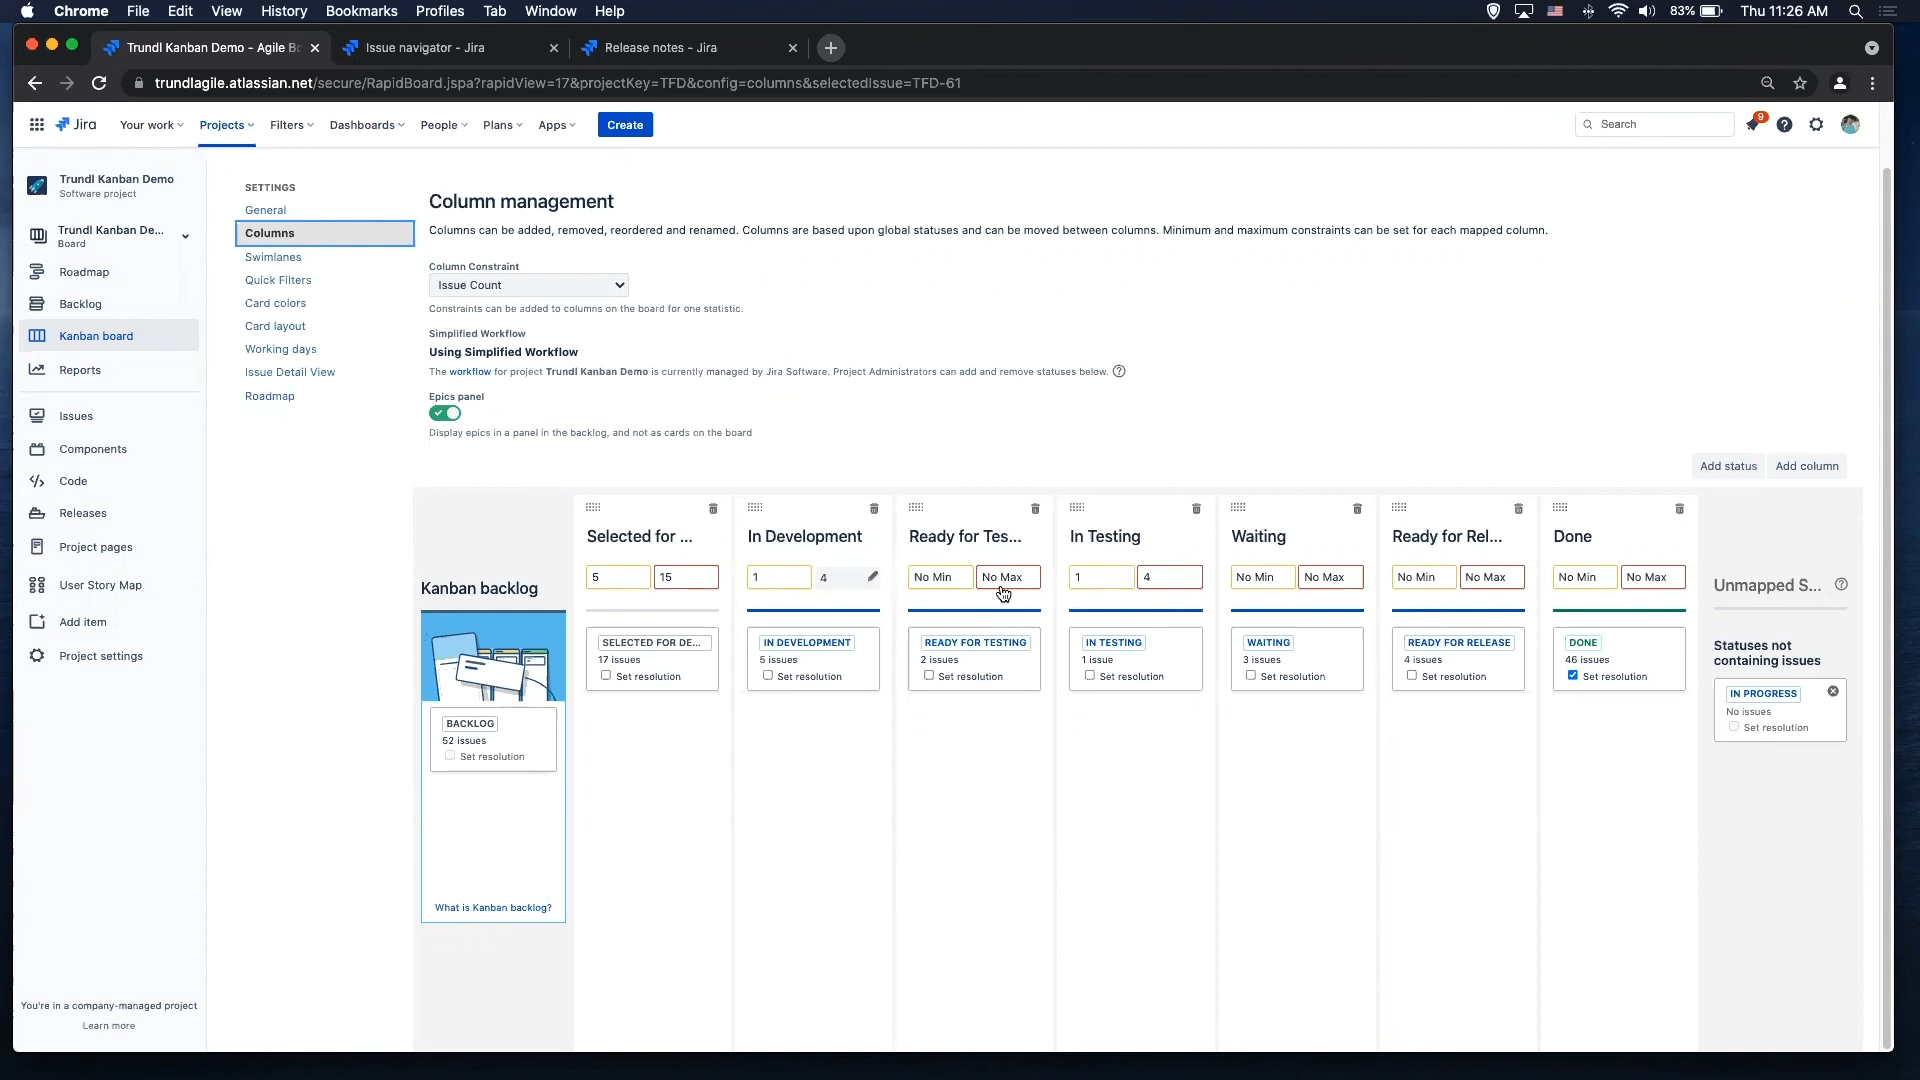 Chrome File Edit View History Bookmarks Profiles Tab Window Help 83% Thu 11:26 AM
Trundl Kanban Demo - Agile Bo Issue navigator - Jira Release notes - Jira
trundlagile.atlassian.net/secure/RapidBoard.jspa?rapidView=17&projectKey=TFD&config=columns&selectedIssue=TFD-61
Jira Your work Projects Filters Dashboards People Plans Apps Create Search 9
Trundl Kanban Demo
Software project
Trundl Kanban De...
Board
Roadmap
Backlog
Kanban board
Reports
Issues
Components
Code
Releases
Project pages
User Story Map
Add item
Project settings
You're in a company-managed project
Learn more
SETTINGS
General
Columns
Swimlanes
Quick Filters
Card colors
Card layout
Working days
Issue Detail View
Roadmap
Column management
Columns can be added, removed, reordered and renamed. Columns are based upon global statuses and can be moved between columns. Minimum and maximum constraints can be set for each mapped column.
Column Constraint
Issue Count
Constraints can be added to columns on the board for one statistic.
Simplified Workflow
Using Simplified Workflow
The workflow for project Trundl Kanban Demo is currently managed by Jira Software. Project Administrators can add and remove statuses below.
Epics panel
Display epics in a panel in the backlog, and not as cards on the board
Add status Add column
Kanban backlog
BACKLOG
52 issues
Set resolution
What is Kanban backlog?
Selected for ...
5 15
SELECTED FOR DE...
17 issues
Set resolution
In Development
1 4
IN DEVELOPMENT
5 issues
Set resolution
Ready for Tes...
No Min No Max
READY FOR TESTING
2 issues
Set resolution
In Testing
1 4
IN TESTING
1 issue
Set resolution
Waiting
No Min No Max
WAITING
3 issues
Set resolution
Ready for Rel...
No Min No Max
READY FOR RELEASE
4 issues
Set resolution
Done
No Min No Max
DONE
46 issues
Set resolution
Unmapped S...
Statuses not
containing issues
IN PROGRESS
No issues
Set resolution